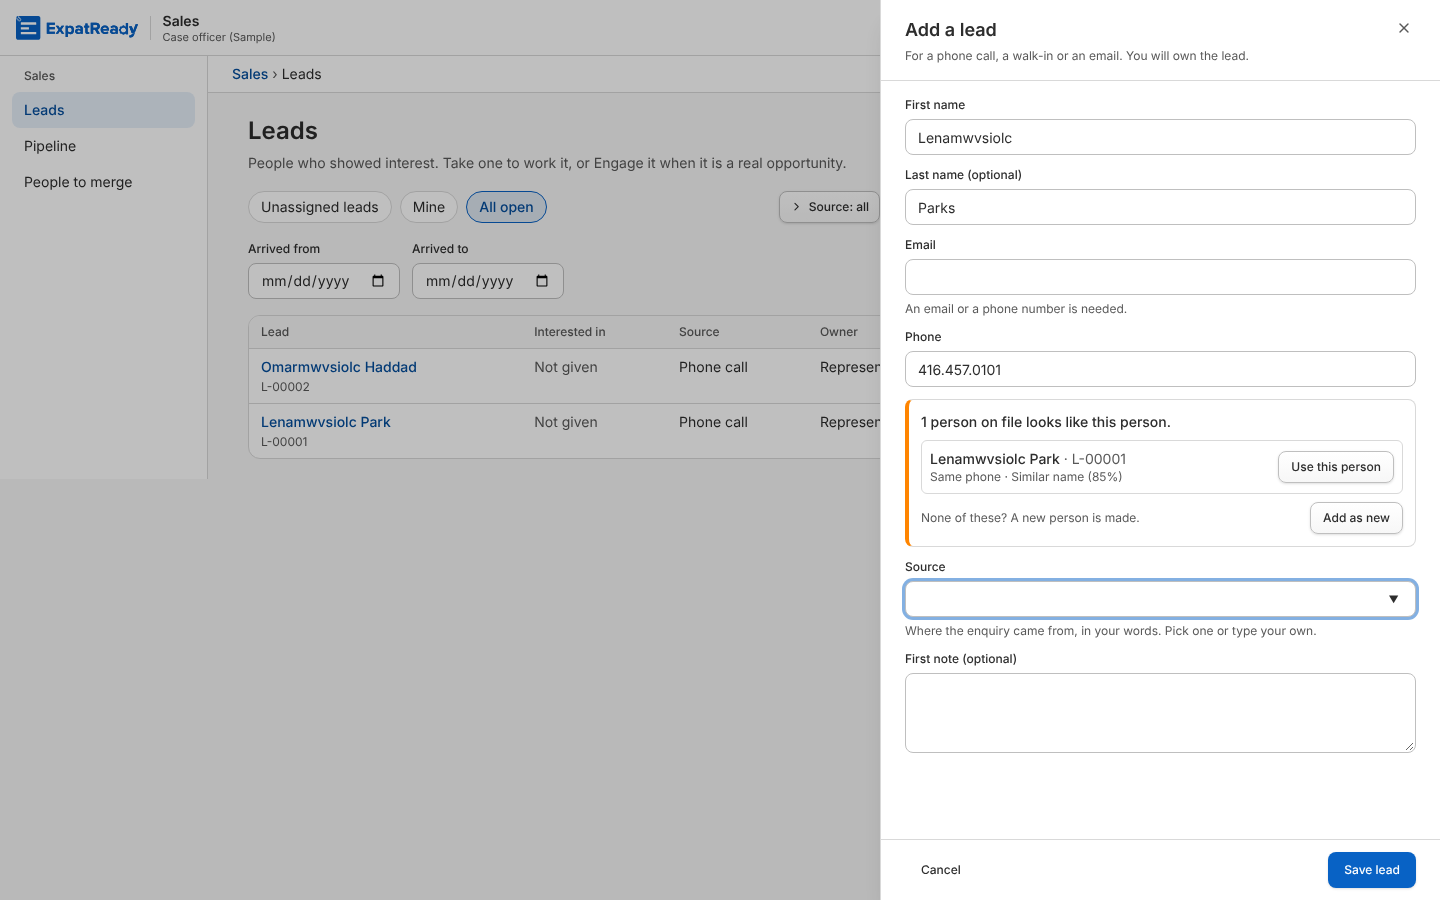 ExpatReady
Sales
Case officer (Sample)
Sales
Leads
Pipeline
People to merge
Sales › Leads
Leads
People who showed interest. Take one to work it, or Engage it when it is a real opportunity.
Unassigned leads
Mine
All open
Source: all
Arrived from
Arrived to
mm/dd/yyyy
mm/dd/yyyy
Lead
Interested in
Source
Owner
Omarmwvsiolc Haddad
Not given
Phone call
Represen
L-00002
Lenamwvsiolc Park
Not given
Phone call
Represen
L-00001
Add a lead
For a phone call, a walk-in or an email. You will own the lead.
First name
Lenamwvsiolc
Last name (optional)
Parks
Email
An email or a phone number is needed.
Phone
416.457.0101
1 person on file looks like this person.
Lenamwvsiolc Park · L-00001
Same phone · Similar name (85%)
Use this person
None of these? A new person is made.
Add as new
Source
Where the enquiry came from, in your words. Pick one or type your own.
First note (optional)
Cancel
Save lead